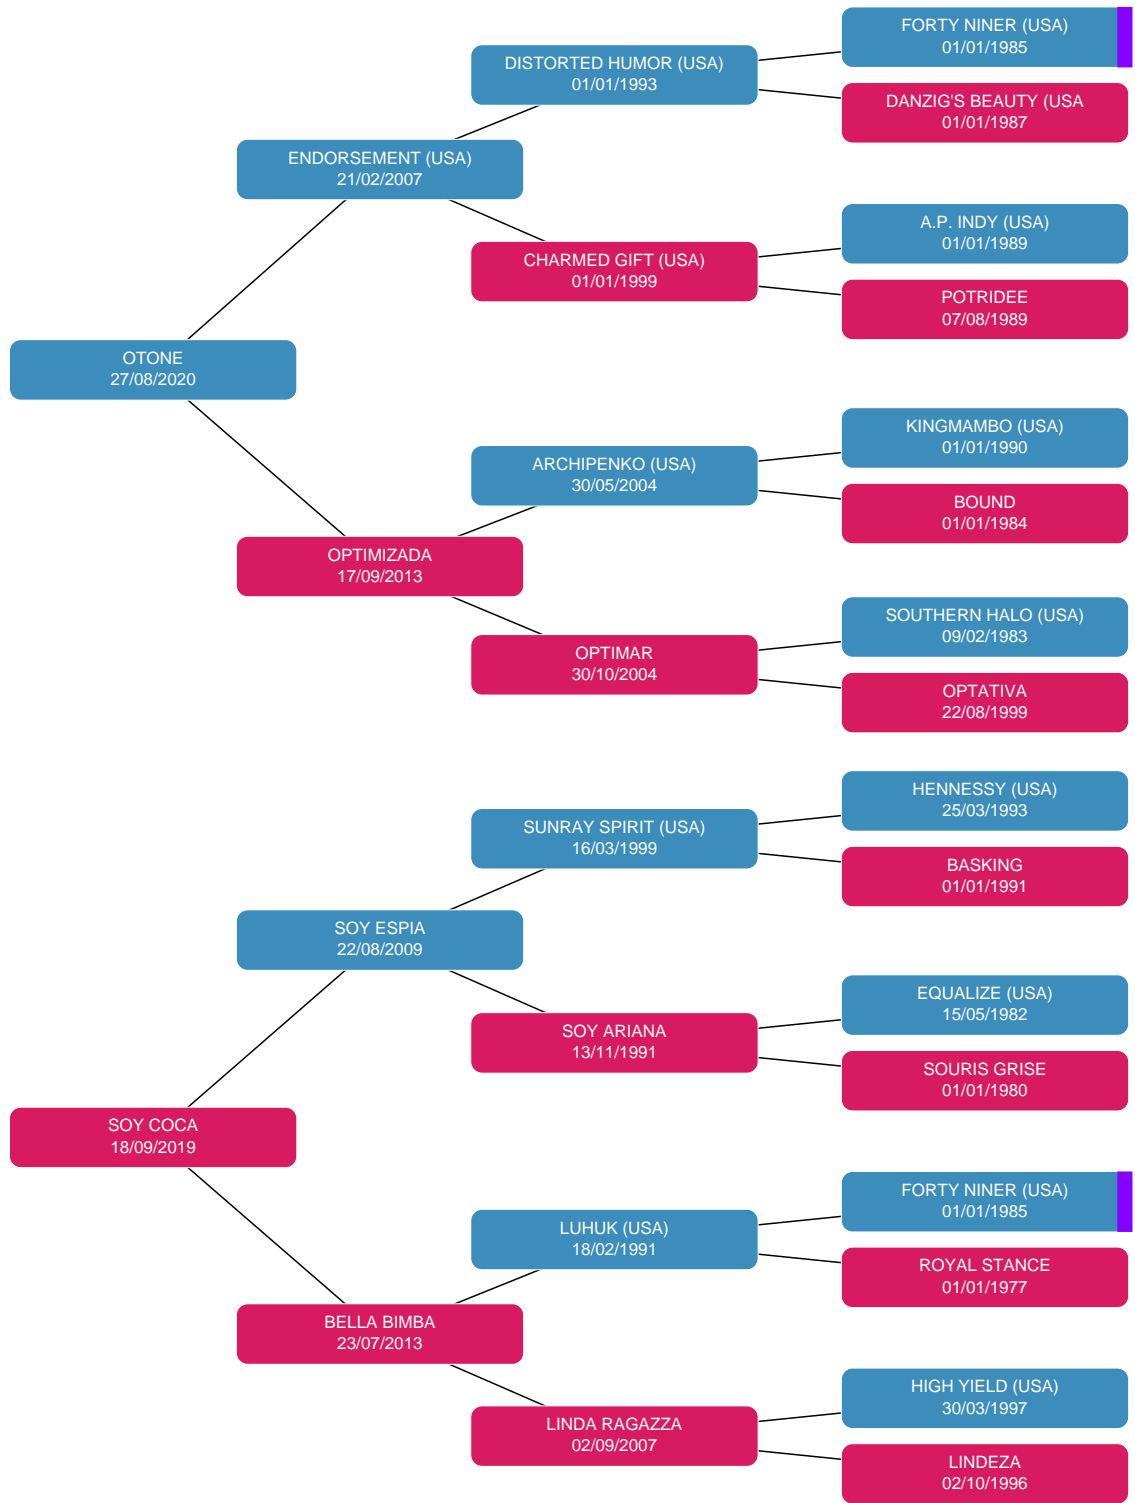 FORTY NINER (USA)
01/01/1985
DISTORTED HUMOR (USA)
01/01/1993
DANZIG'S BEAUTY (USA
01/01/1987
ENDORSEMENT (USA)
21/02/2007
A.P. INDY (USA)
01/01/1989
CHARMED GIFT (USA)
01/01/1999
POTRIDEE
07/08/1989
OTONE
27/08/2020
KINGMAMBO (USA)
01/01/1990
ARCHIPENKO (USA)
30/05/2004
BOUND
01/01/1984
OPTIMIZADA
17/09/2013
SOUTHERN HALO (USA)
09/02/1983
OPTIMAR
30/10/2004
OPTATIVA
22/08/1999
HENNESSY (USA)
25/03/1993
SUNRAY SPIRIT (USA)
16/03/1999
BASKING
01/01/1991
SOY ESPIA
22/08/2009
EQUALIZE (USA)
15/05/1982
SOY ARIANA
13/11/1991
SOURIS GRISE
01/01/1980
SOY COCA
18/09/2019
FORTY NINER (USA)
01/01/1985
LUHUK (USA)
18/02/1991
ROYAL STANCE
01/01/1977
BELLA BIMBA
23/07/2013
HIGH YIELD (USA)
30/03/1997
LINDA RAGAZZA
02/09/2007
LINDEZA
02/10/1996